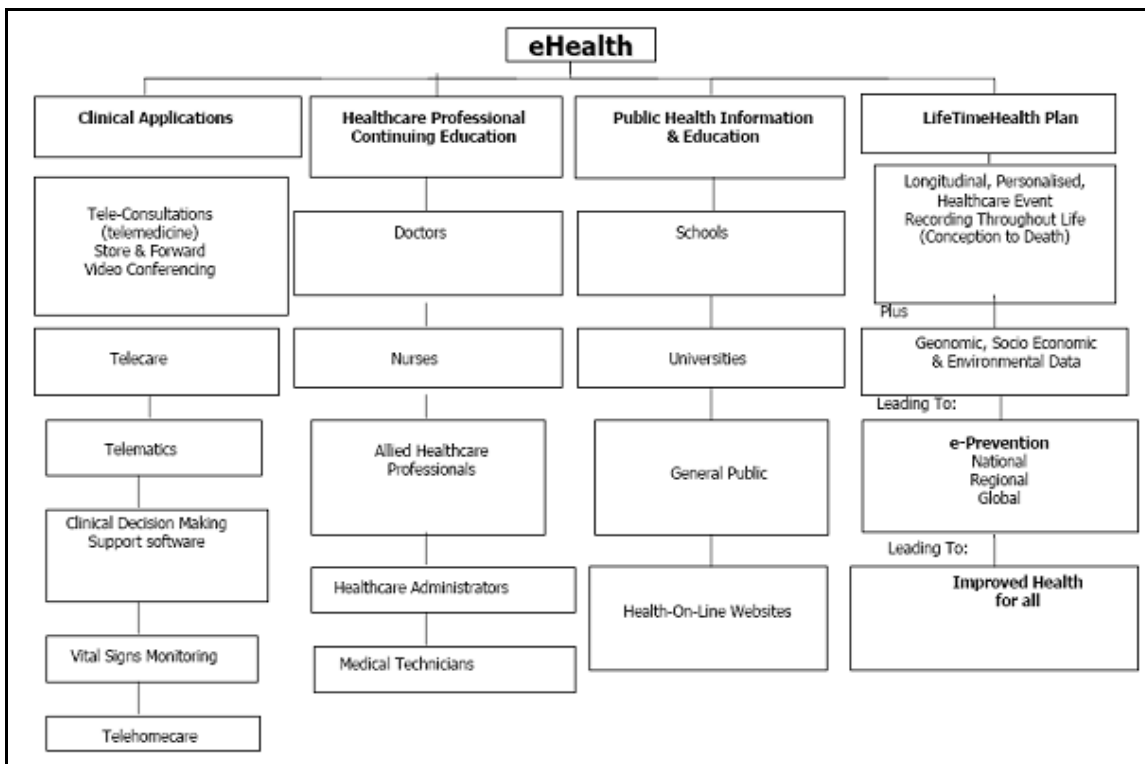 eHealth
Clinical Applications
Tele-Consultations
(telemedicine)
Store & Forward
Video Conferencing
Telecare
Telematics
Clinical Decision Making
Support software
Vital Signs Monitoring
Telehomecare
Healthcare Professional
Continuing Education
Doctors
Nurses
Allied Healthcare
Professionals
Healthcare Administrators
Medical Technicians
Public Health Information
& Education
Schools
Universities
General Public
Health-On-Line Websites
LifeTimeHealth Plan
Longitudinal, Personalised,
Healthcare Event
Recording Throughout Life
(Conception to Death)
Plus
Geonomic, Socio Economic
& Environmental Data
Leading To:
e-Prevention
National
Regional
Global
Leading To:
Improved Health
for all